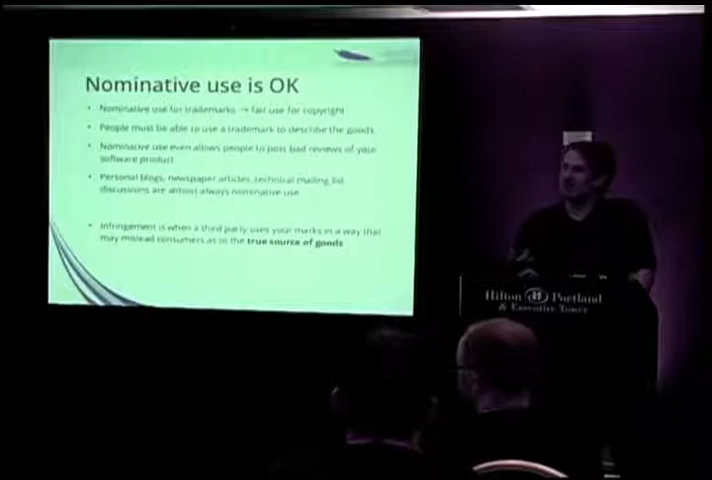 Nominative use is OK
• Nominative use for trademarks → fair use for copyright
• People must be able to use a trademark to describe the goods
• Nominative use even allows people to post bad reviews of your
software product
• Personal blogs, newspaper articles, technical mailing list
discussions are almost always nominative use
• Infringement is when a third party uses your marks in a way that
may mislead consumers as to the true source of goods
Hilton Portland
& Executive Tower